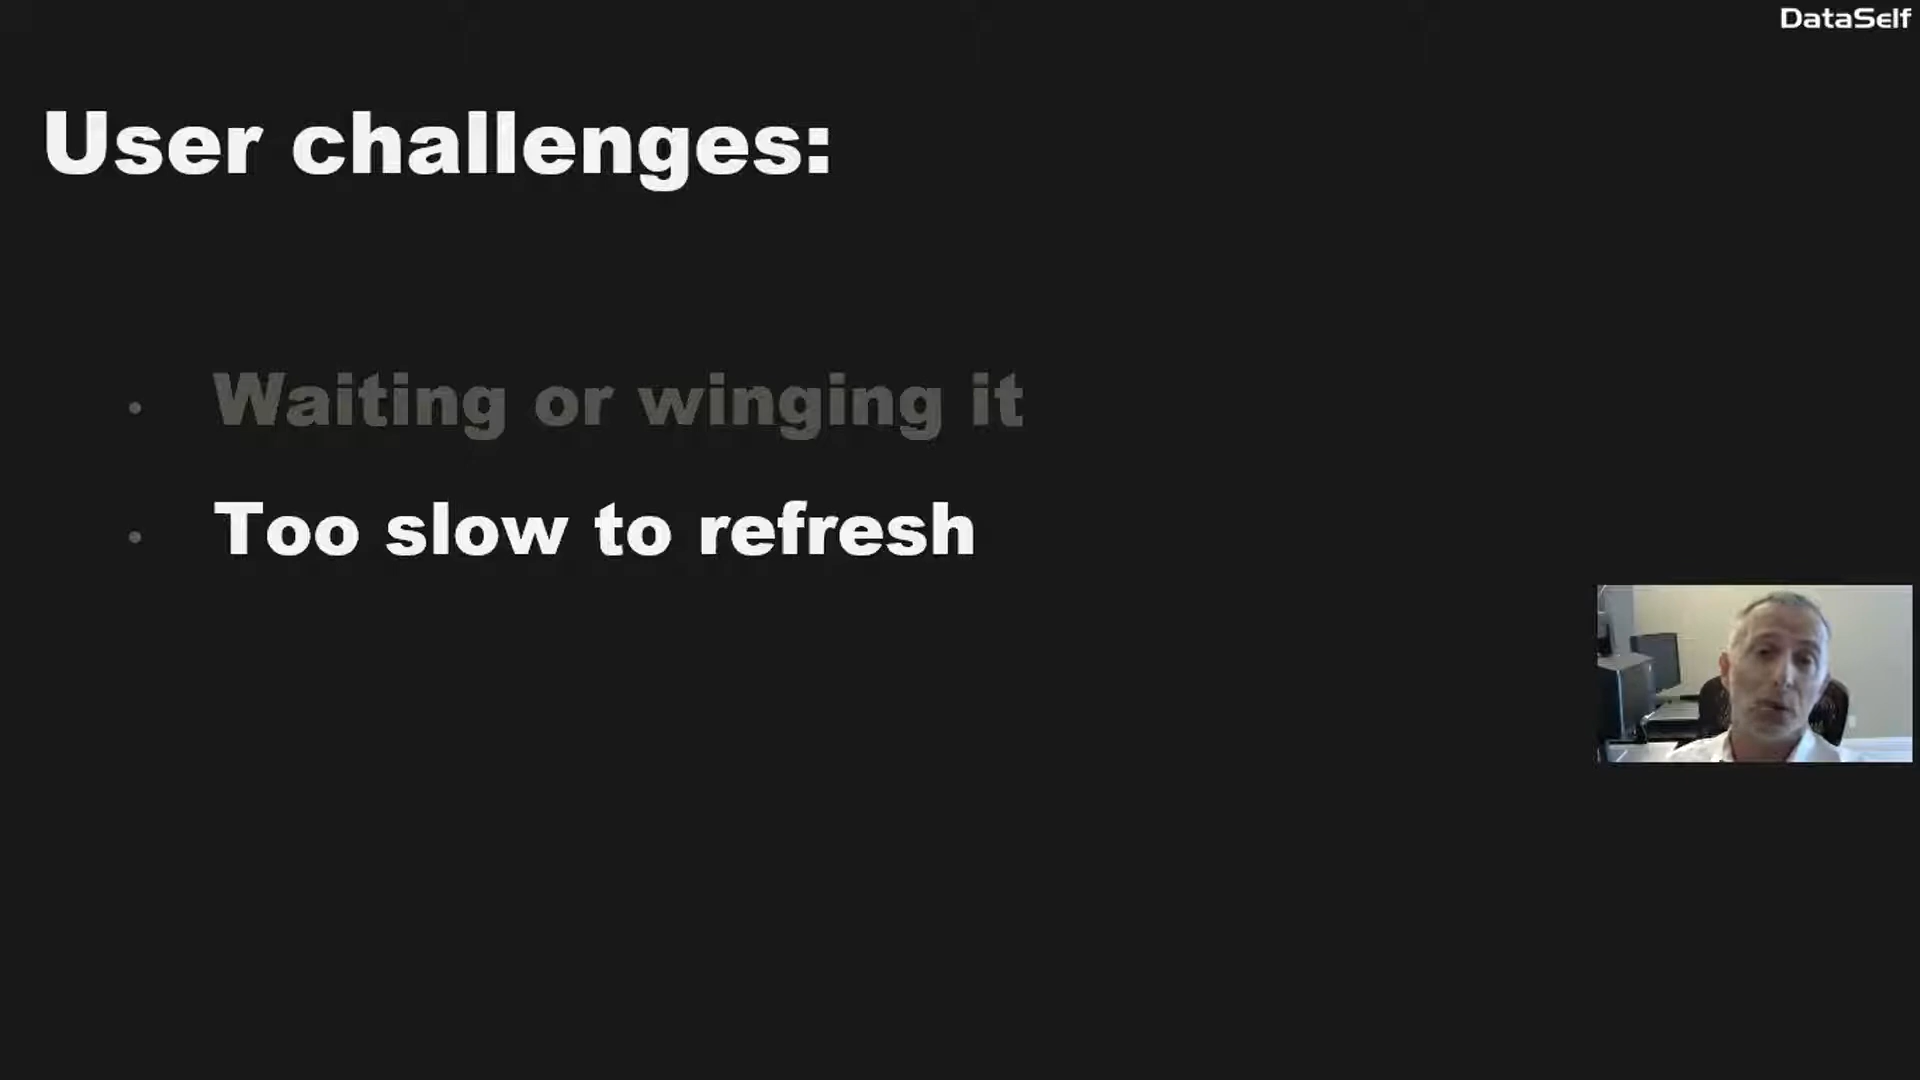 DataSelf
User challenges:
• Waiting or winging it
• Too slow to refresh